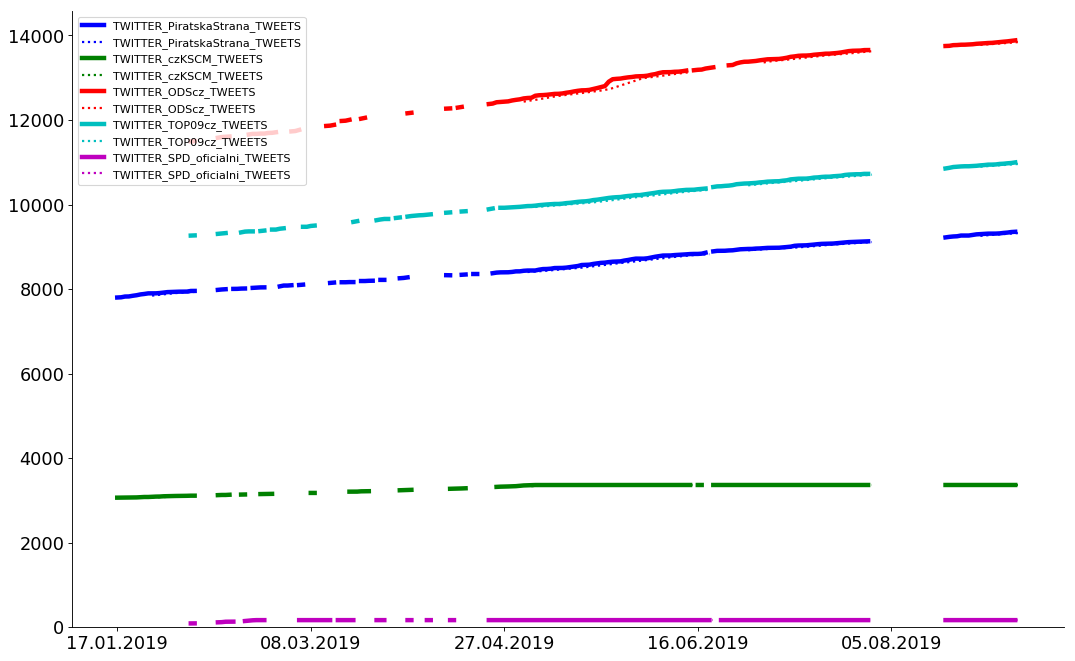 14000
12000
10000
8000
6000
4000
2000
0
TWITTER_PiratskaStrana_TWEETS
TWITTER_PiratskaStrana_TWEETS
TWITTER_czKSCM_TWEETS
TWITTER_czKSCM_TWEETS
TWITTER_ODScz_TWEETS
TWITTER_ODScz_TWEETS
TWITTER_TOP09cz_TWEETS
TWITTER_TOP09cz_TWEETS
TWITTER_SPD_oficialni_TWEETS
TWITTER_SPD_oficialni_TWEETS
17.01.2019 08.03.2019 27.04.2019 16.06.2019 05.08.2019